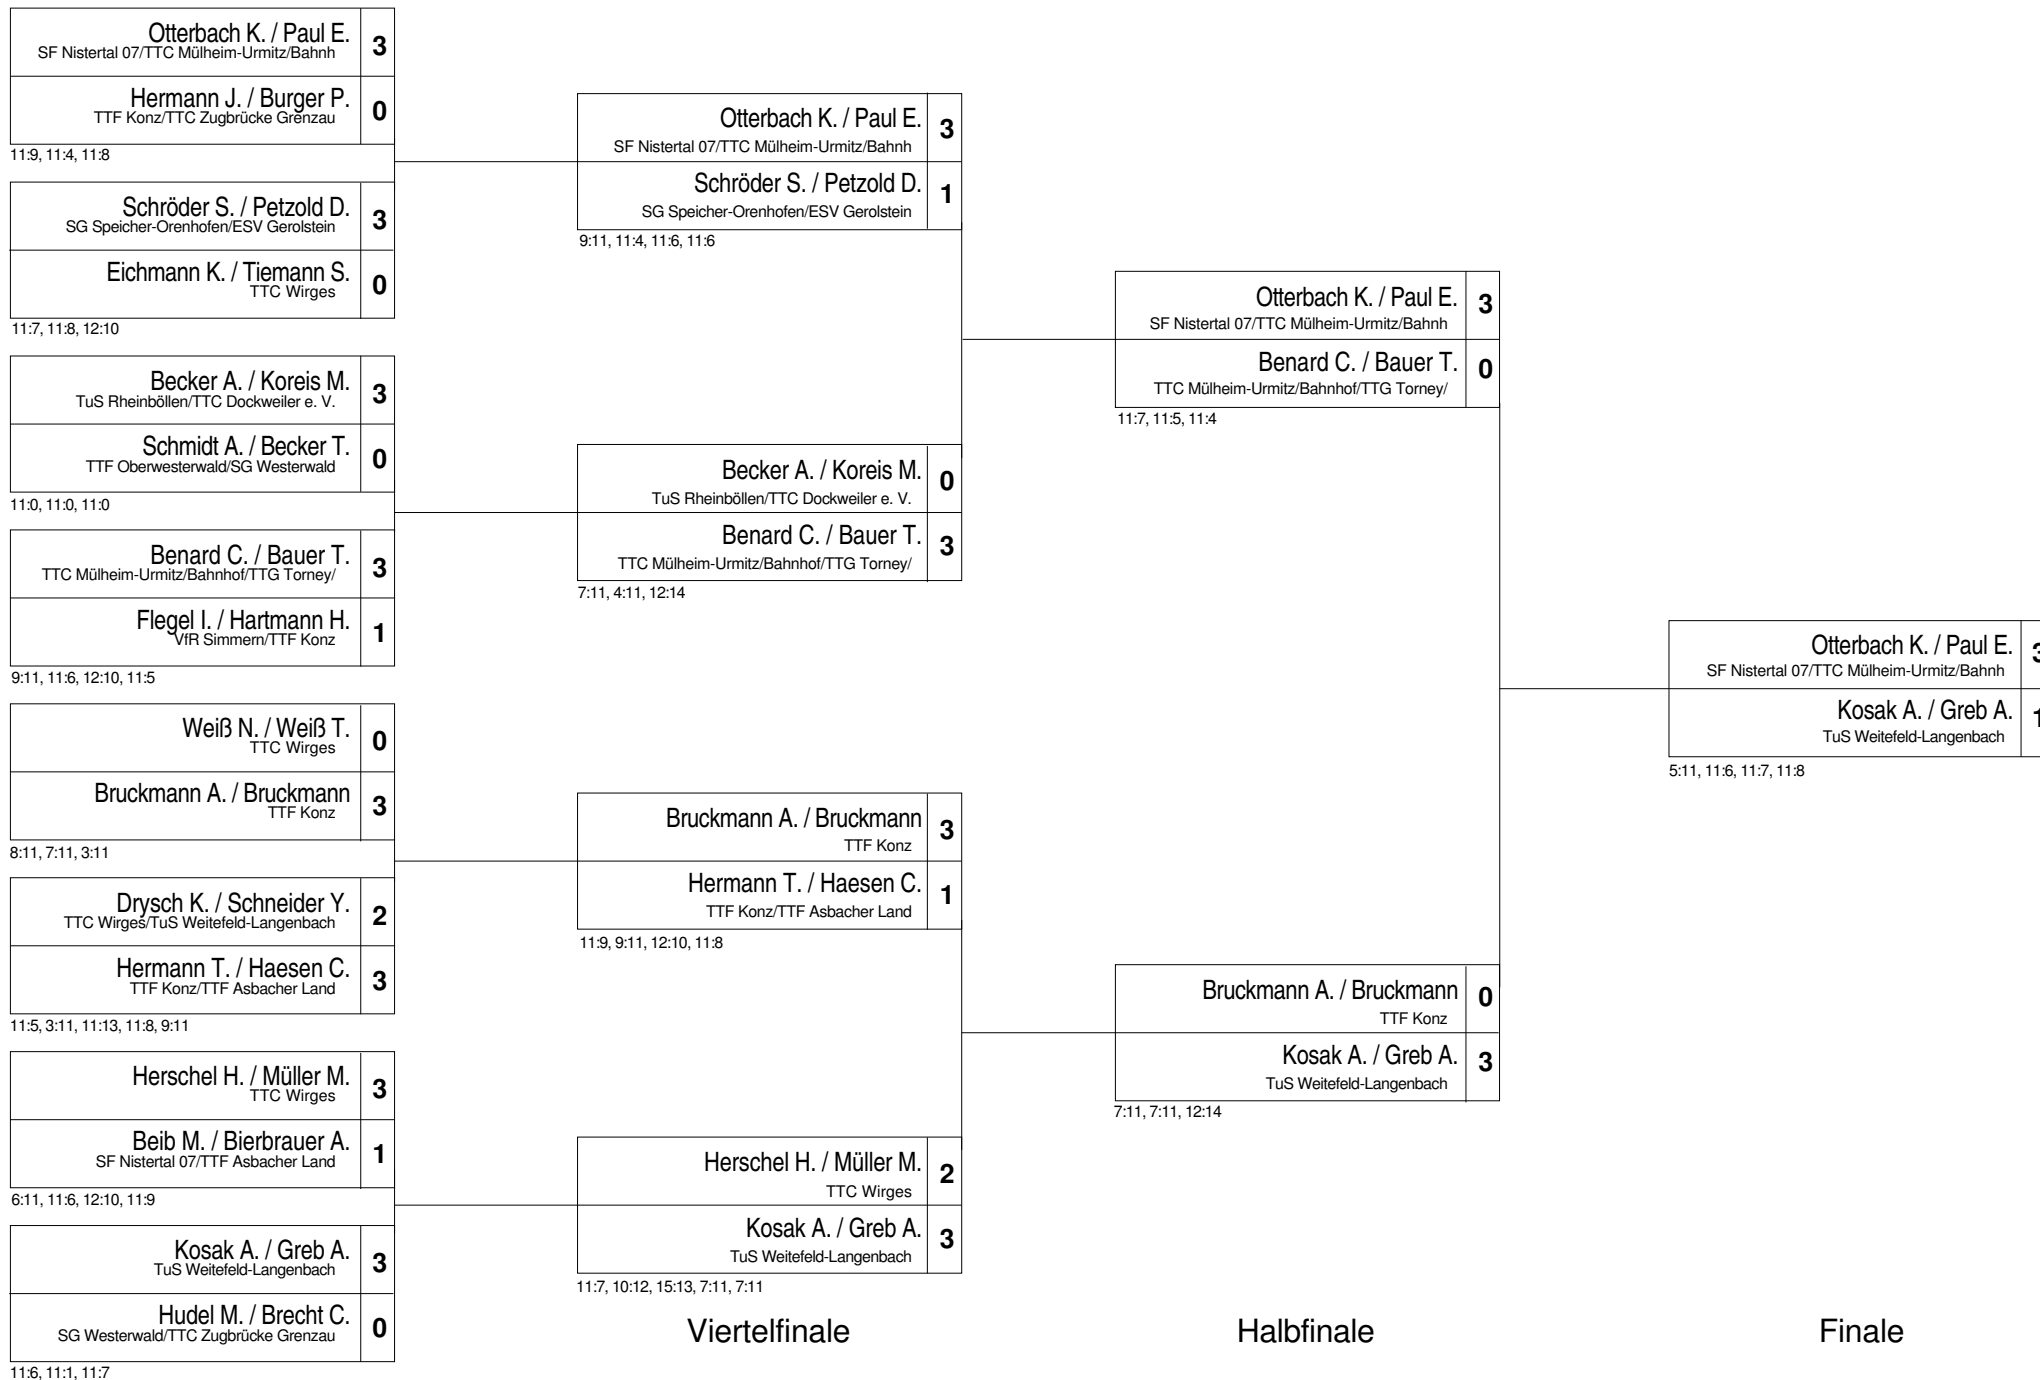 Otterbach K. / Paul E.
3
SF Nistertal 07/TTC Mülheim-Urmitz/Bahnh
Hermann J. / Burger P.
0
TTF Konz/TTC Zugbrücke Grenzau
11:9, 11:4, 11:8
Schröder S. / Petzold D.
3
SG Speicher-Orenhofen/ESV Gerolstein
Eichmann K. / Tiemann S.
0
TTC Wirges
11:7, 11:8, 12:10
Becker A. / Koreis M.
3
TuS Rheinböllen/TTC Dockweiler e. V.
Schmidt A. / Becker T.
0
TTF Oberwesterwald/SG Westerwald
11:0, 11:0, 11:0
Benard C. / Bauer T.
3
TTC Mülheim-Urmitz/Bahnhof/TTG Torney/
Flegel I. / Hartmann H.
1
VfR Simmern/TTF Konz
9:11, 11:6, 12:10, 11:5
Weiß N. / Weiß T.
0
TTC Wirges
Bruckmann A. / Bruckmann
3
TTF Konz
8:11, 7:11, 3:11
Drysch K. / Schneider Y.
2
TTC Wirges/TuS Weitefeld-Langenbach
Hermann T. / Haesen C.
3
TTF Konz/TTF Asbacher Land
11:5, 3:11, 11:13, 11:8, 9:11
Herschel H. / Müller M.
3
TTC Wirges
Beib M. / Bierbrauer A.
1
SF Nistertal 07/TTF Asbacher Land
6:11, 11:6, 12:10, 11:9
Kosak A. / Greb A.
3
TuS Weitefeld-Langenbach
Hudel M. / Brecht C.
0
SG Westerwald/TTC Zugbrücke Grenzau
11:6, 11:1, 11:7
Otterbach K. / Paul E.
3
SF Nistertal 07/TTC Mülheim-Urmitz/Bahnh
Schröder S. / Petzold D.
1
SG Speicher-Orenhofen/ESV Gerolstein
9:11, 11:4, 11:6, 11:6
Becker A. / Koreis M.
0
TuS Rheinböllen/TTC Dockweiler e. V.
Benard C. / Bauer T.
3
TTC Mülheim-Urmitz/Bahnhof/TTG Torney/
7:11, 4:11, 12:14
Bruckmann A. / Bruckmann
3
TTF Konz
Hermann T. / Haesen C.
1
TTF Konz/TTF Asbacher Land
11:9, 9:11, 12:10, 11:8
Herschel H. / Müller M.
2
TTC Wirges
Kosak A. / Greb A.
3
TuS Weitefeld-Langenbach
11:7, 10:12, 15:13, 7:11, 7:11
Viertelfinale
Otterbach K. / Paul E.
3
SF Nistertal 07/TTC Mülheim-Urmitz/Bahnh
Benard C. / Bauer T.
0
TTC Mülheim-Urmitz/Bahnhof/TTG Torney/
11:7, 11:5, 11:4
Bruckmann A. / Bruckmann
0
TTF Konz
Kosak A. / Greb A.
3
TuS Weitefeld-Langenbach
7:11, 7:11, 12:14
Halbfinale
Otterbach K. / Paul E.
3
SF Nistertal 07/TTC Mülheim-Urmitz/Bahnh
Kosak A. / Greb A.
1
TuS Weitefeld-Langenbach
5:11, 11:6, 11:7, 11:8
Finale